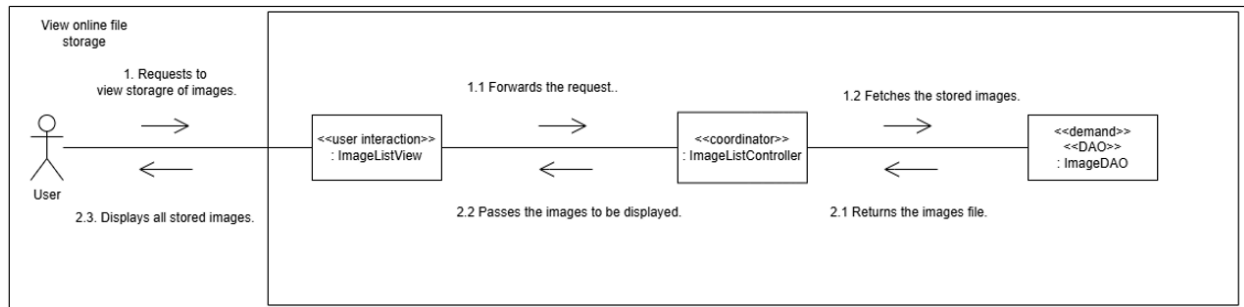 View online file
storage
1. Requests to
view storagre of images.
1.1 Forwards the request..
1.2 Fetches the stored images.
<<user interaction>>
: ImageListView
<<coordinator>>
: ImageListController
<<demand>>
<<DAO>>
: ImageDAO
User
2.3. Displays all stored images.
2.2 Passes the images to be displayed.
2.1 Returns the images file.